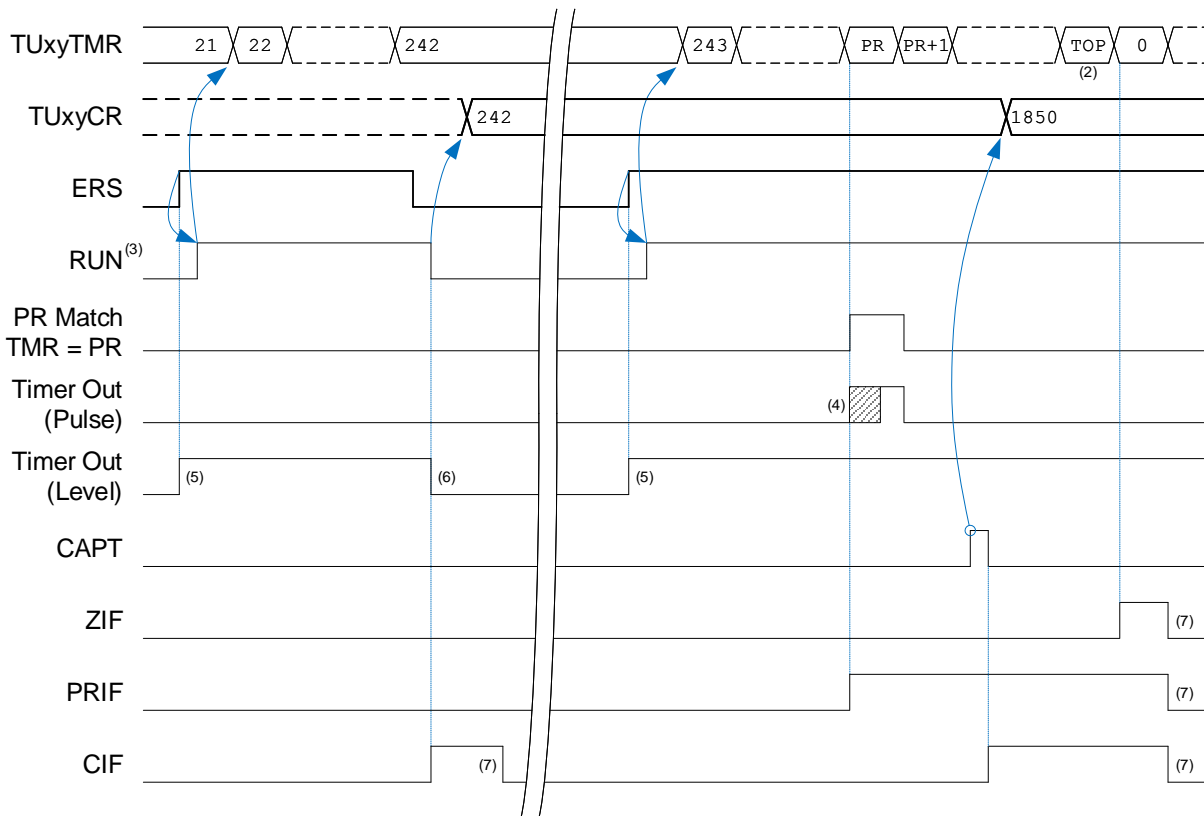 TUxyTMR 21 22 242 243 PR PR+1 TOP 0
(2)
TUxyCR 242 1850
ERS
RUN(3)
PR Match
TMR = PR
Timer Out
(Pulse) (4)
Timer Out
(Level) (5) (6) (5)
CAPT
ZIF (7)
PRIF (7)
CIF (7) (7)